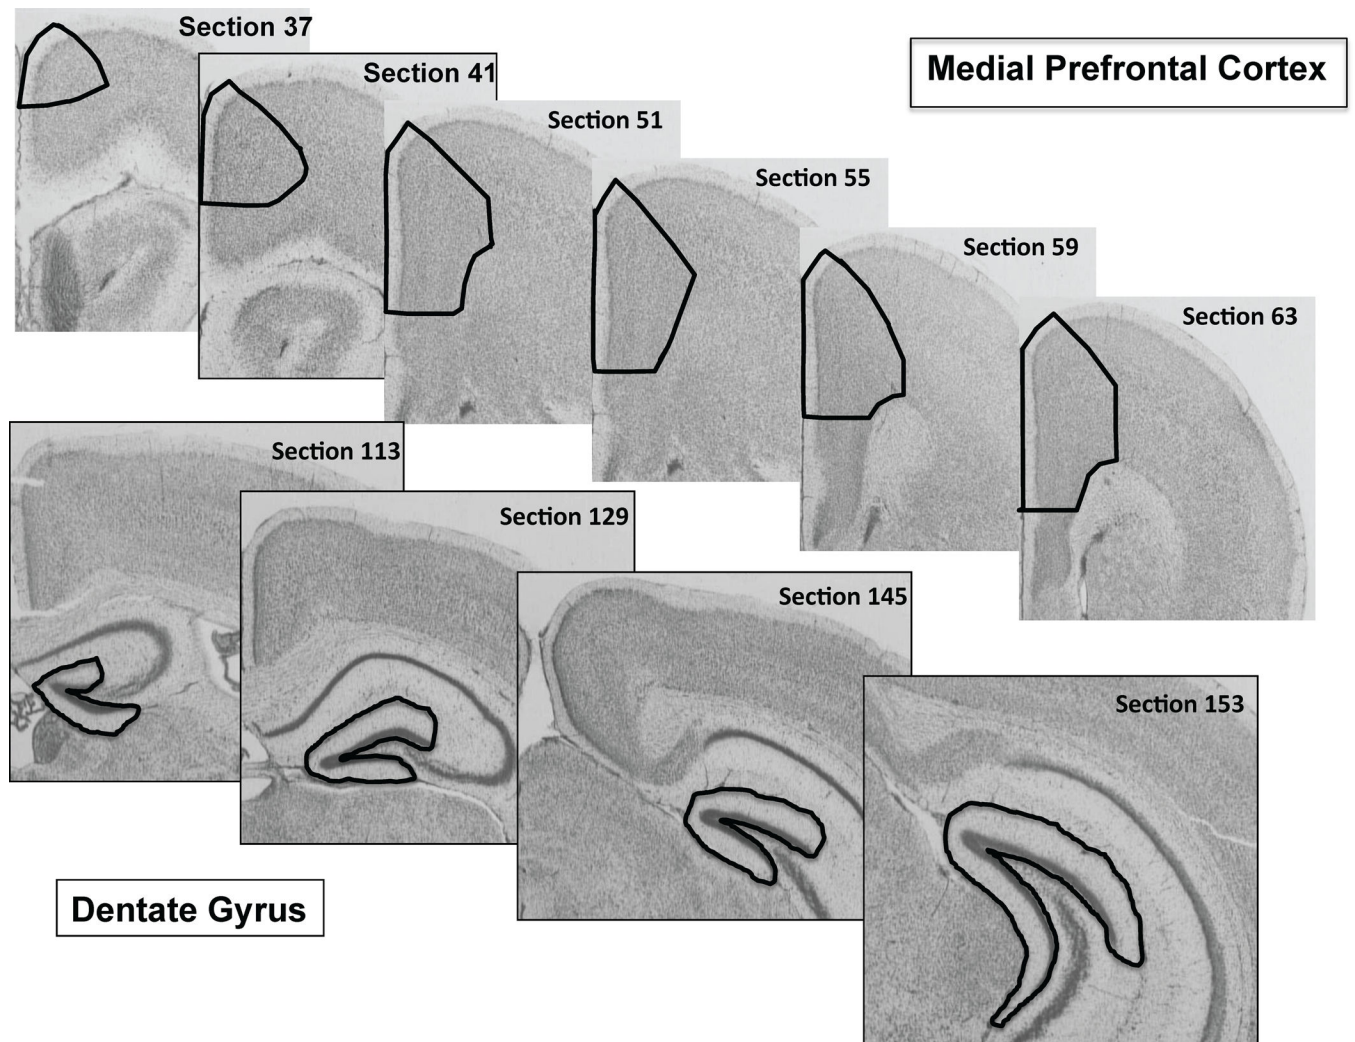 Section 37
Medial Prefrontal Cortex
Section 41
Section 51
Section 55
Section 59
Section 63
Section 113
Section 129
Section 145
Section 153
Dentate Gyrus